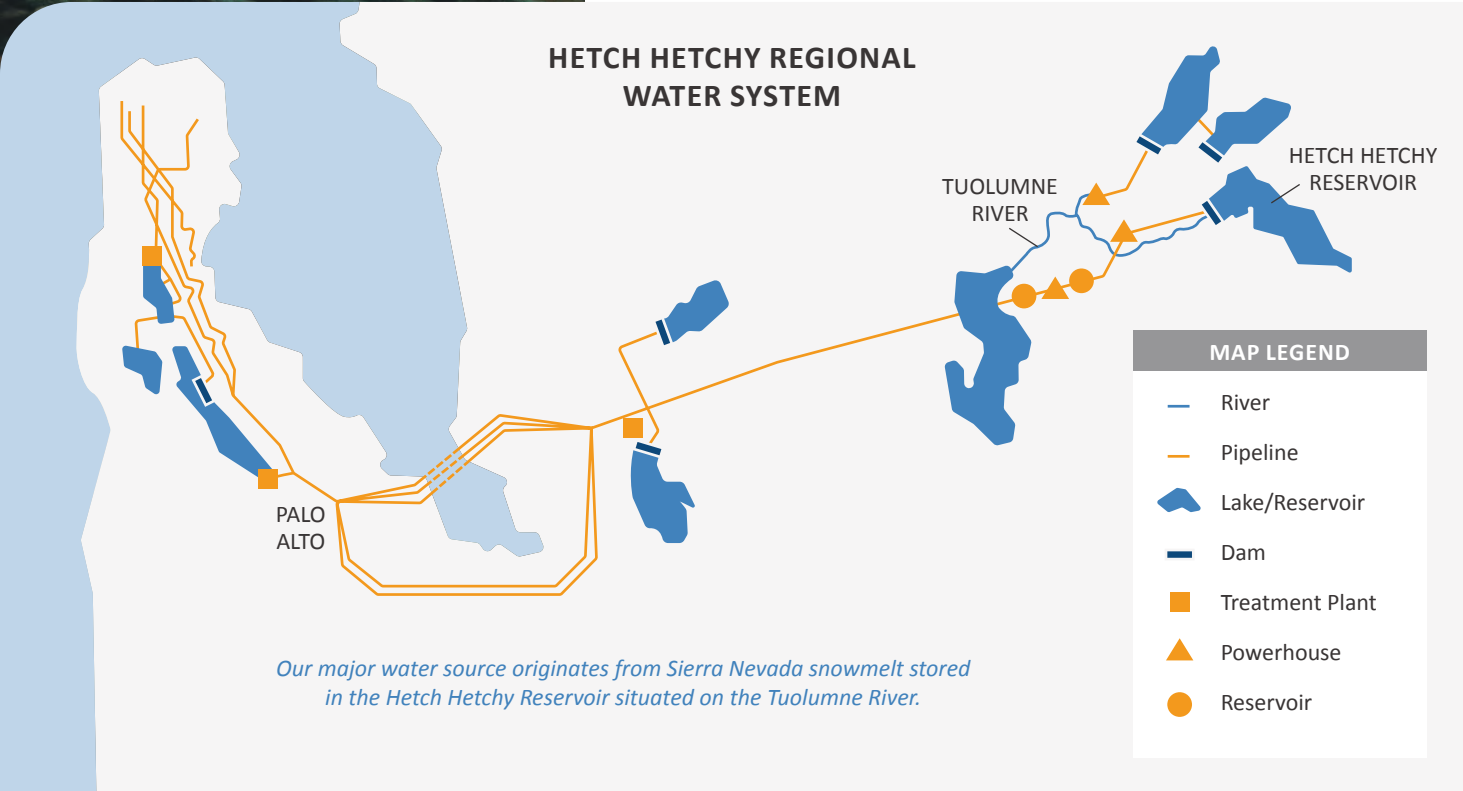 HETCH HETCHY REGIONAL
WATER SYSTEM
TUOLUMNE
RIVER
HETCH HETCHY
RESERVOIR
PALO
ALTO
MAP LEGEND
River
Pipeline
Lake/Reservoir
Dam
Treatment Plant
Powerhouse
Reservoir
Our major water source originates from Sierra Nevada snowmelt stored
in the Hetch Hetchy Reservoir situated on the Tuolumne River.